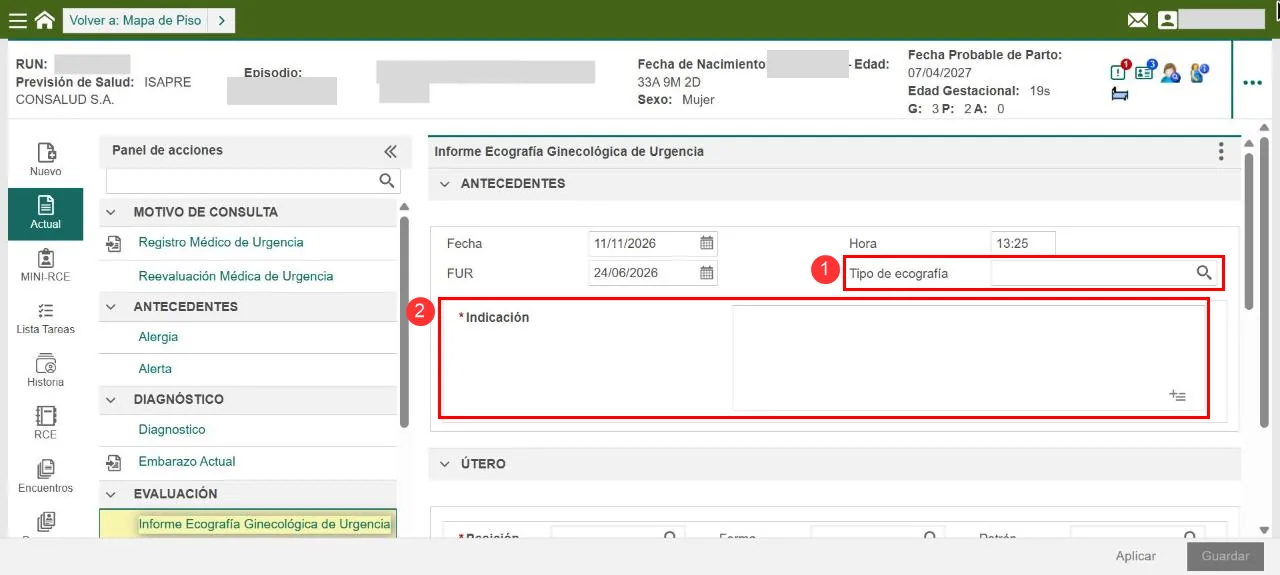 Volver a: Mapa de Piso
RUN:
Previsión de Salud: ISAPRE
CONSALUD S.A.
Episodio:
Fecha de Nacimiento - Edad:
33A 9M 2D
Sexo: Mujer
Fecha Probable de Parto:
07/04/2027
Edad Gestacional: 19s
G: 3 P: 2 A: 0
1
3
Nuevo
Actual
MINI-RCE
Lista Tareas
Historia
RCE
Encuentros
Panel de acciones
MOTIVO DE CONSULTA
Registro Médico de Urgencia
Reevaluación Médica de Urgencia
ANTECEDENTES
Alergia
Alerta
DIAGNÓSTICO
Diagnostico
Embarazo Actual
EVALUACIÓN
Informe Ecografía Ginecológica de Urgencia
Informe Ecografía Ginecológica de Urgencia
ANTECEDENTES
Fecha 11/11/2026 Hora 13:25
FUR 24/06/2026 1 Tipo de ecografía
2
*Indicación
ÚTERO
*Posición Forma Patrón
Aplicar Guardar